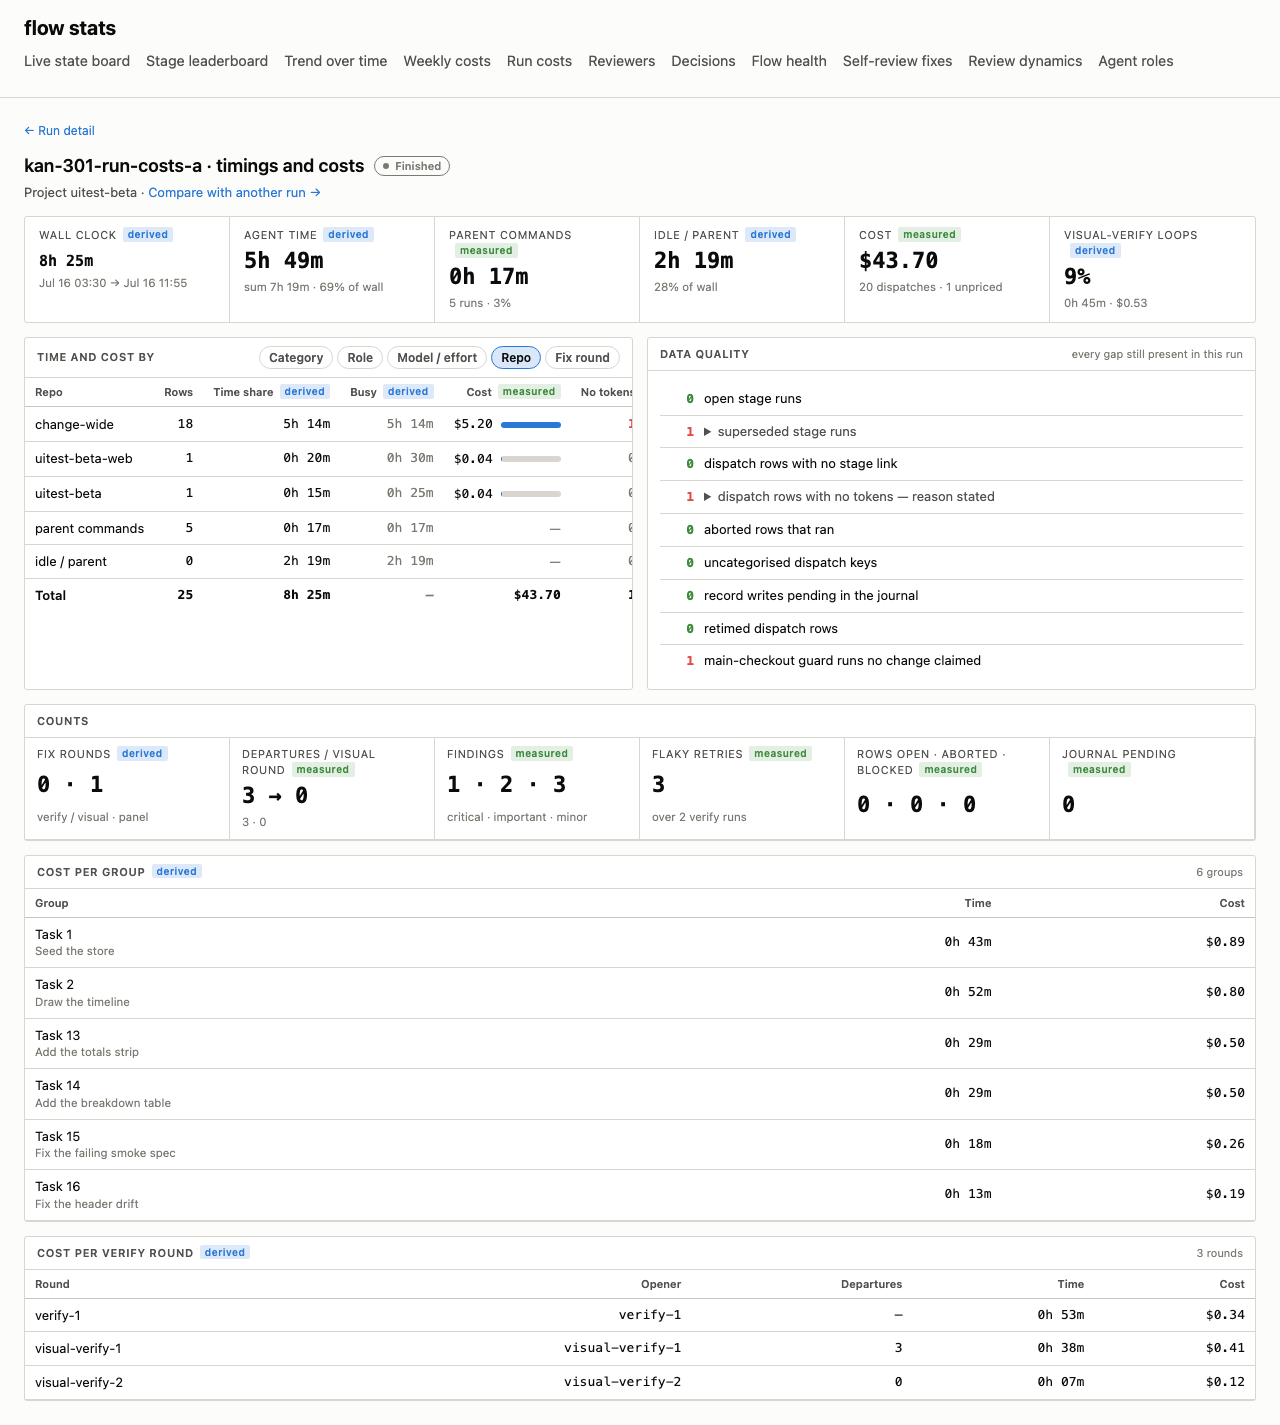 flow stats
Live state board Stage leaderboard Trend over time Weekly costs Run costs Reviewers Decisions Flow health Self-review fixes Review dynamics Agent roles
← Run detail
kan-301-run-costs-a · timings and costs Finished
Project uitest-beta · Compare with another run →
WALL CLOCK derived
8h 25m
Jul 16 03:30 → Jul 16 11:55
AGENT TIME derived
5h 49m
sum 7h 19m · 69% of wall
PARENT COMMANDS
measured
0h 17m
5 runs · 3%
IDLE / PARENT derived
2h 19m
28% of wall
COST measured
$43.70
20 dispatches · 1 unpriced
VISUAL-VERIFY LOOPS
derived
9%
0h 45m · $0.53
TIME AND COST BY Category Role Model / effort Repo Fix round
Repo Rows Time share derived Busy derived Cost measured No tokens
change-wide 18 5h 14m 5h 14m $5.20
uitest-beta-web 1 0h 20m 0h 30m $0.04
uitest-beta 1 0h 15m 0h 25m $0.04
parent commands 5 0h 17m 0h 17m —
idle / parent 0 2h 19m 2h 19m —
Total 25 8h 25m — $43.70
DATA QUALITY every gap still present in this run
0 open stage runs
1 ▶ superseded stage runs
0 dispatch rows with no stage link
1 ▶ dispatch rows with no tokens — reason stated
0 aborted rows that ran
0 uncategorised dispatch keys
0 record writes pending in the journal
0 retimed dispatch rows
1 main-checkout guard runs no change claimed
COUNTS
FIX ROUNDS derived
0 · 1
verify / visual · panel
DEPARTURES / VISUAL
ROUND measured
3 → 0
3 · 0
FINDINGS measured
1 · 2 · 3
critical · important · minor
FLAKY RETRIES measured
3
over 2 verify runs
ROWS OPEN · ABORTED ·
BLOCKED measured
0 · 0 · 0
JOURNAL PENDING
measured
0
COST PER GROUP derived 6 groups
Group Time Cost
Task 1 0h 43m $0.89
Seed the store
Task 2 0h 52m $0.80
Draw the timeline
Task 13 0h 29m $0.50
Add the totals strip
Task 14 0h 29m $0.50
Add the breakdown table
Task 15 0h 18m $0.26
Fix the failing smoke spec
Task 16 0h 13m $0.19
Fix the header drift
COST PER VERIFY ROUND derived 3 rounds
Round Opener Departures Time Cost
verify-1 verify-1 — 0h 53m $0.34
visual-verify-1 visual-verify-1 3 0h 38m $0.41
visual-verify-2 visual-verify-2 0 0h 07m $0.12